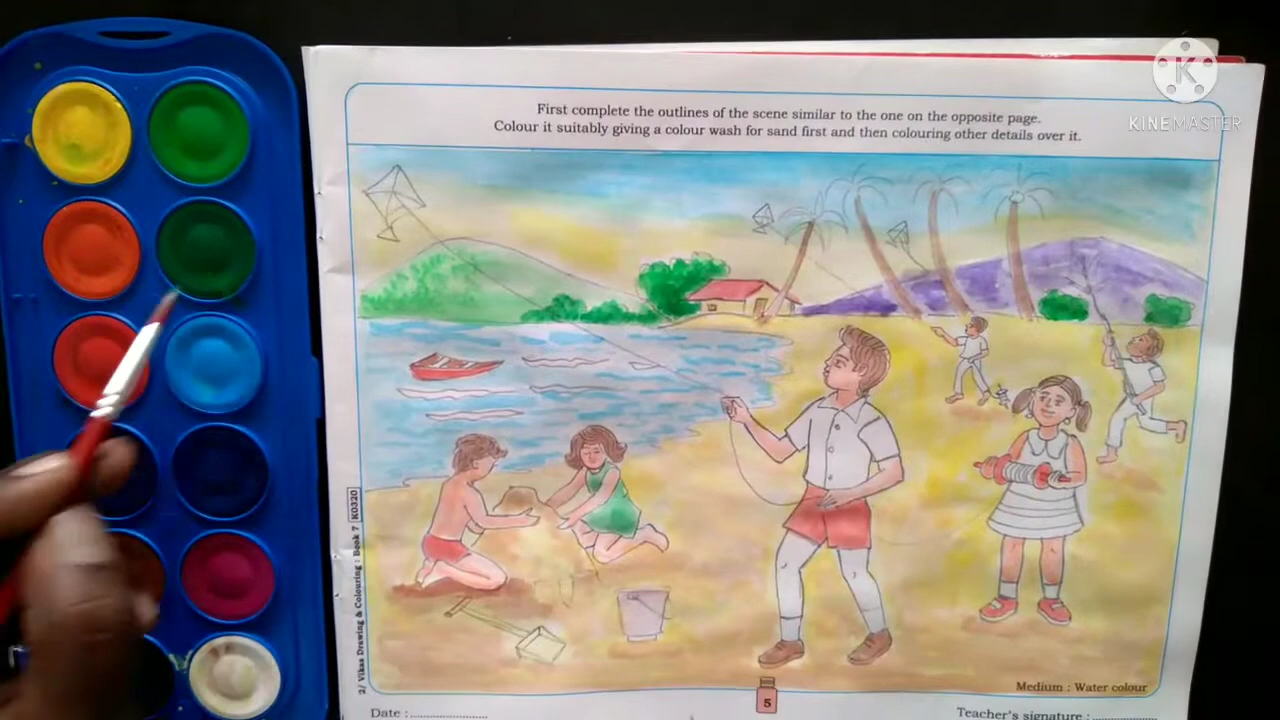 First complete the outlines of the scene similar to the one on the opposite page.
Colour it suitably giving a colour wash for sand first and then colouring other details over it.
K
KINEMASTER
2/ Vikas Drawing & Colouring : Book 7 K0320
Medium : Water colour
5
Date :....................
Teacher's signature :....................